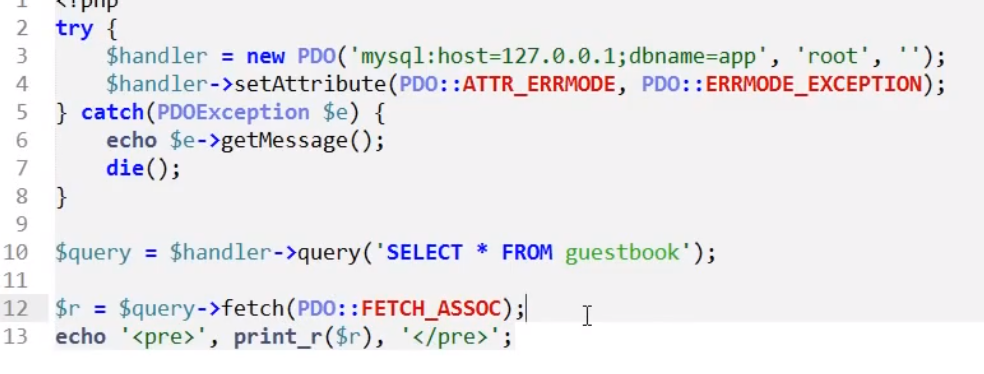 1 <?php
2 try {
3 $handler = new PDO('mysql:host=127.0.0.1;dbname=app', 'root', '');
4 $handler->setAttribute(PDO::ATTR_ERRMODE, PDO::ERRMODE_EXCEPTION);
5 } catch(PDOException $e) {
6 echo $e->getMessage();
7 die();
8 }
9
10 $query = $handler->query('SELECT * FROM guestbook');
11
12 $r = $query->fetch(PDO::FETCH_ASSOC);
13 echo '<pre>', print_r($r), '</pre>';